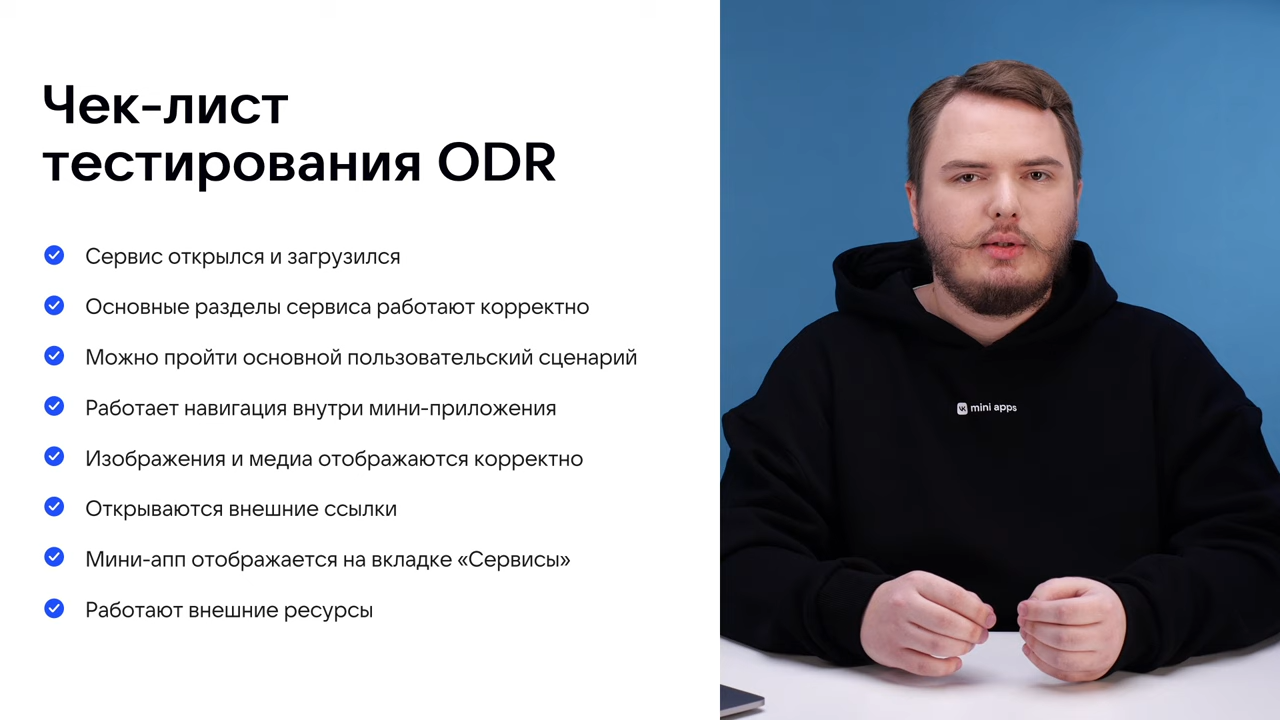 Чек-лист
тестирования ODR
Сервис открылся и загрузился
Основные разделы сервиса работают корректно
Можно пройти основной пользовательский сценарий
Работает навигация внутри мини-приложения
Изображения и медиа отображаются корректно
Открываются внешние ссылки
Мини-апп отображается на вкладке «Сервисы»
Работают внешние ресурсы
VK mini apps